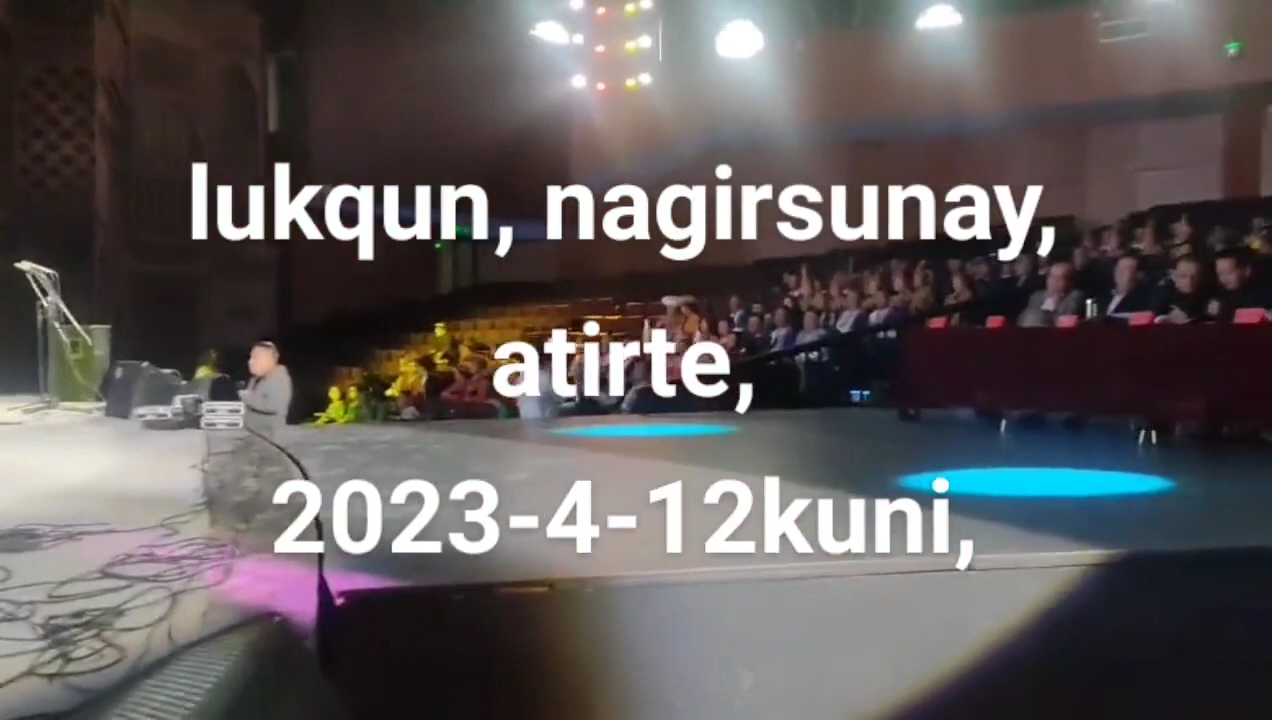 lukqun, nagirsunay,
atirte,
2023-4-12kuni,